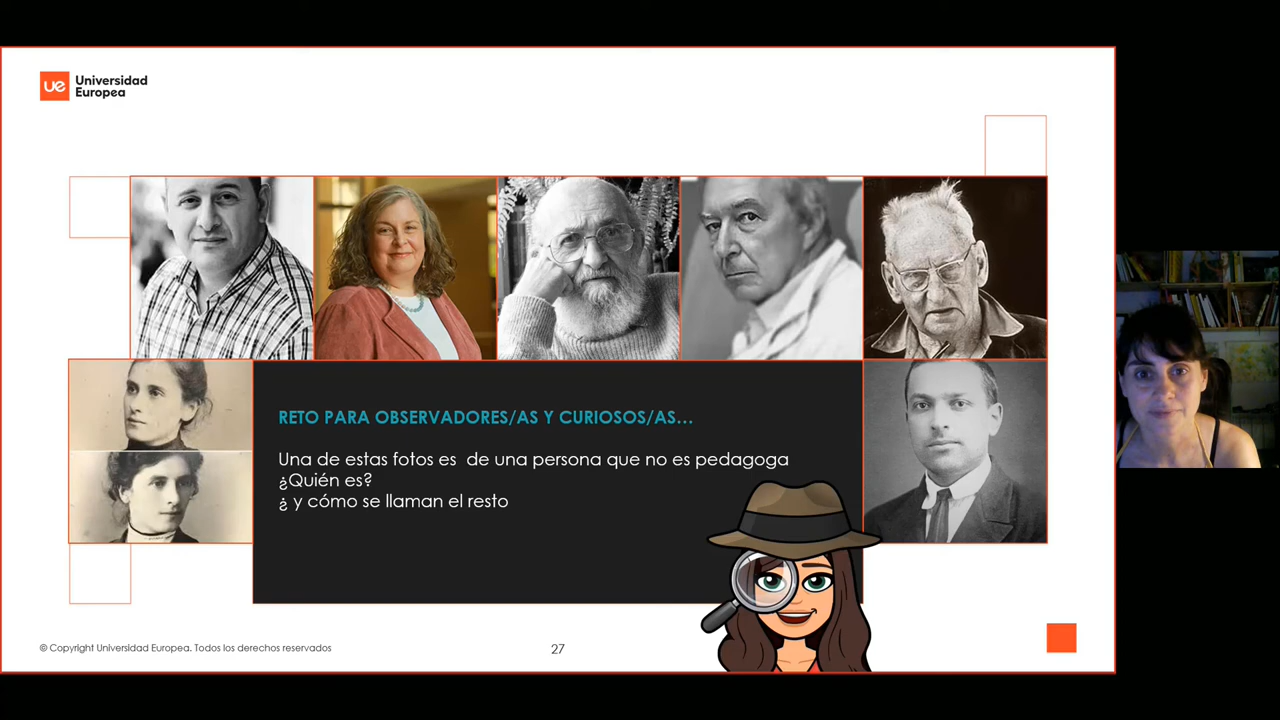 ue Universidad
Europea
RETO PARA OBSERVADORES/AS Y CURIOSOS/AS...
Una de estas fotos es  de una persona que no es pedagoga
¿Quién es?
¿ y cómo se llaman el resto
© Copyright Universidad Europea. Todos los derechos reservados
27